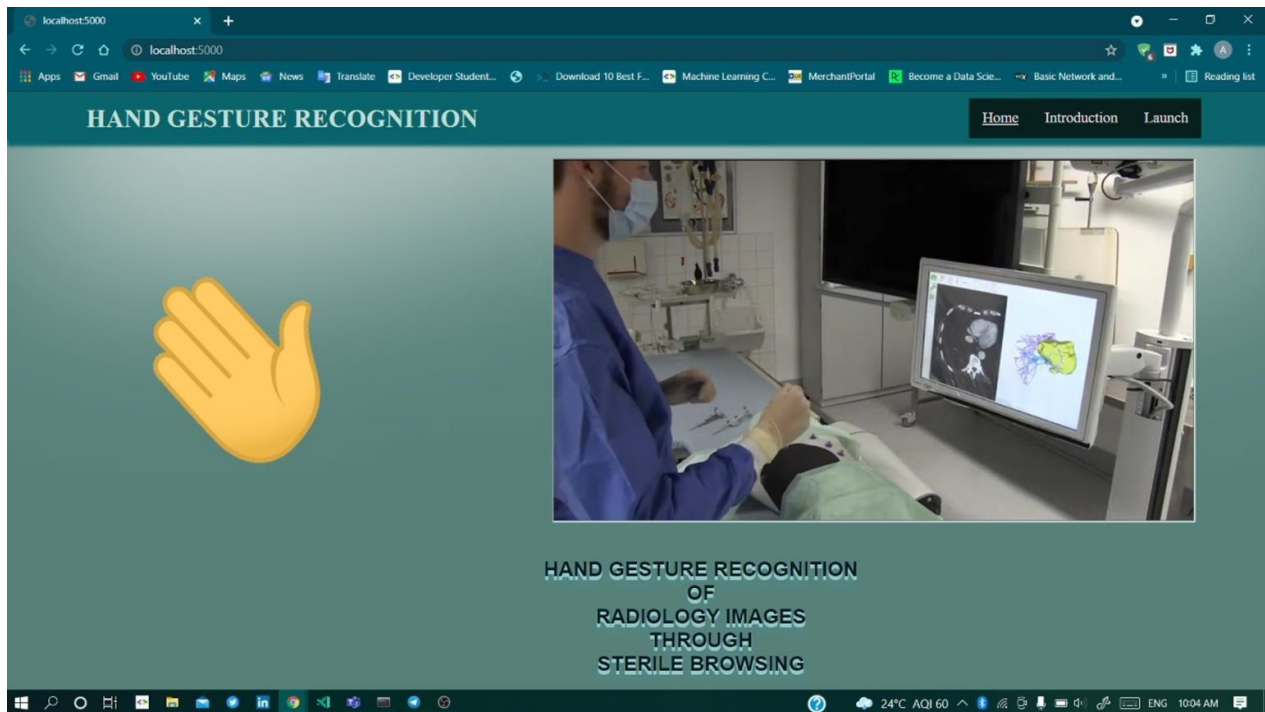 localhost:5000
localhost:5000
Apps Gmail YouTube Maps News Translate Developer Student... Download 10 Best F... Machine Learning C... MerchantPortal Become a Data Scie... Basic Network and... » Reading list
HAND GESTURE RECOGNITION
Home Introduction Launch
HAND GESTURE RECOGNITION
OF
RADIOLOGY IMAGES
THROUGH
STERILE BROWSING
24°C AQI 60 ENG 10:04 AM